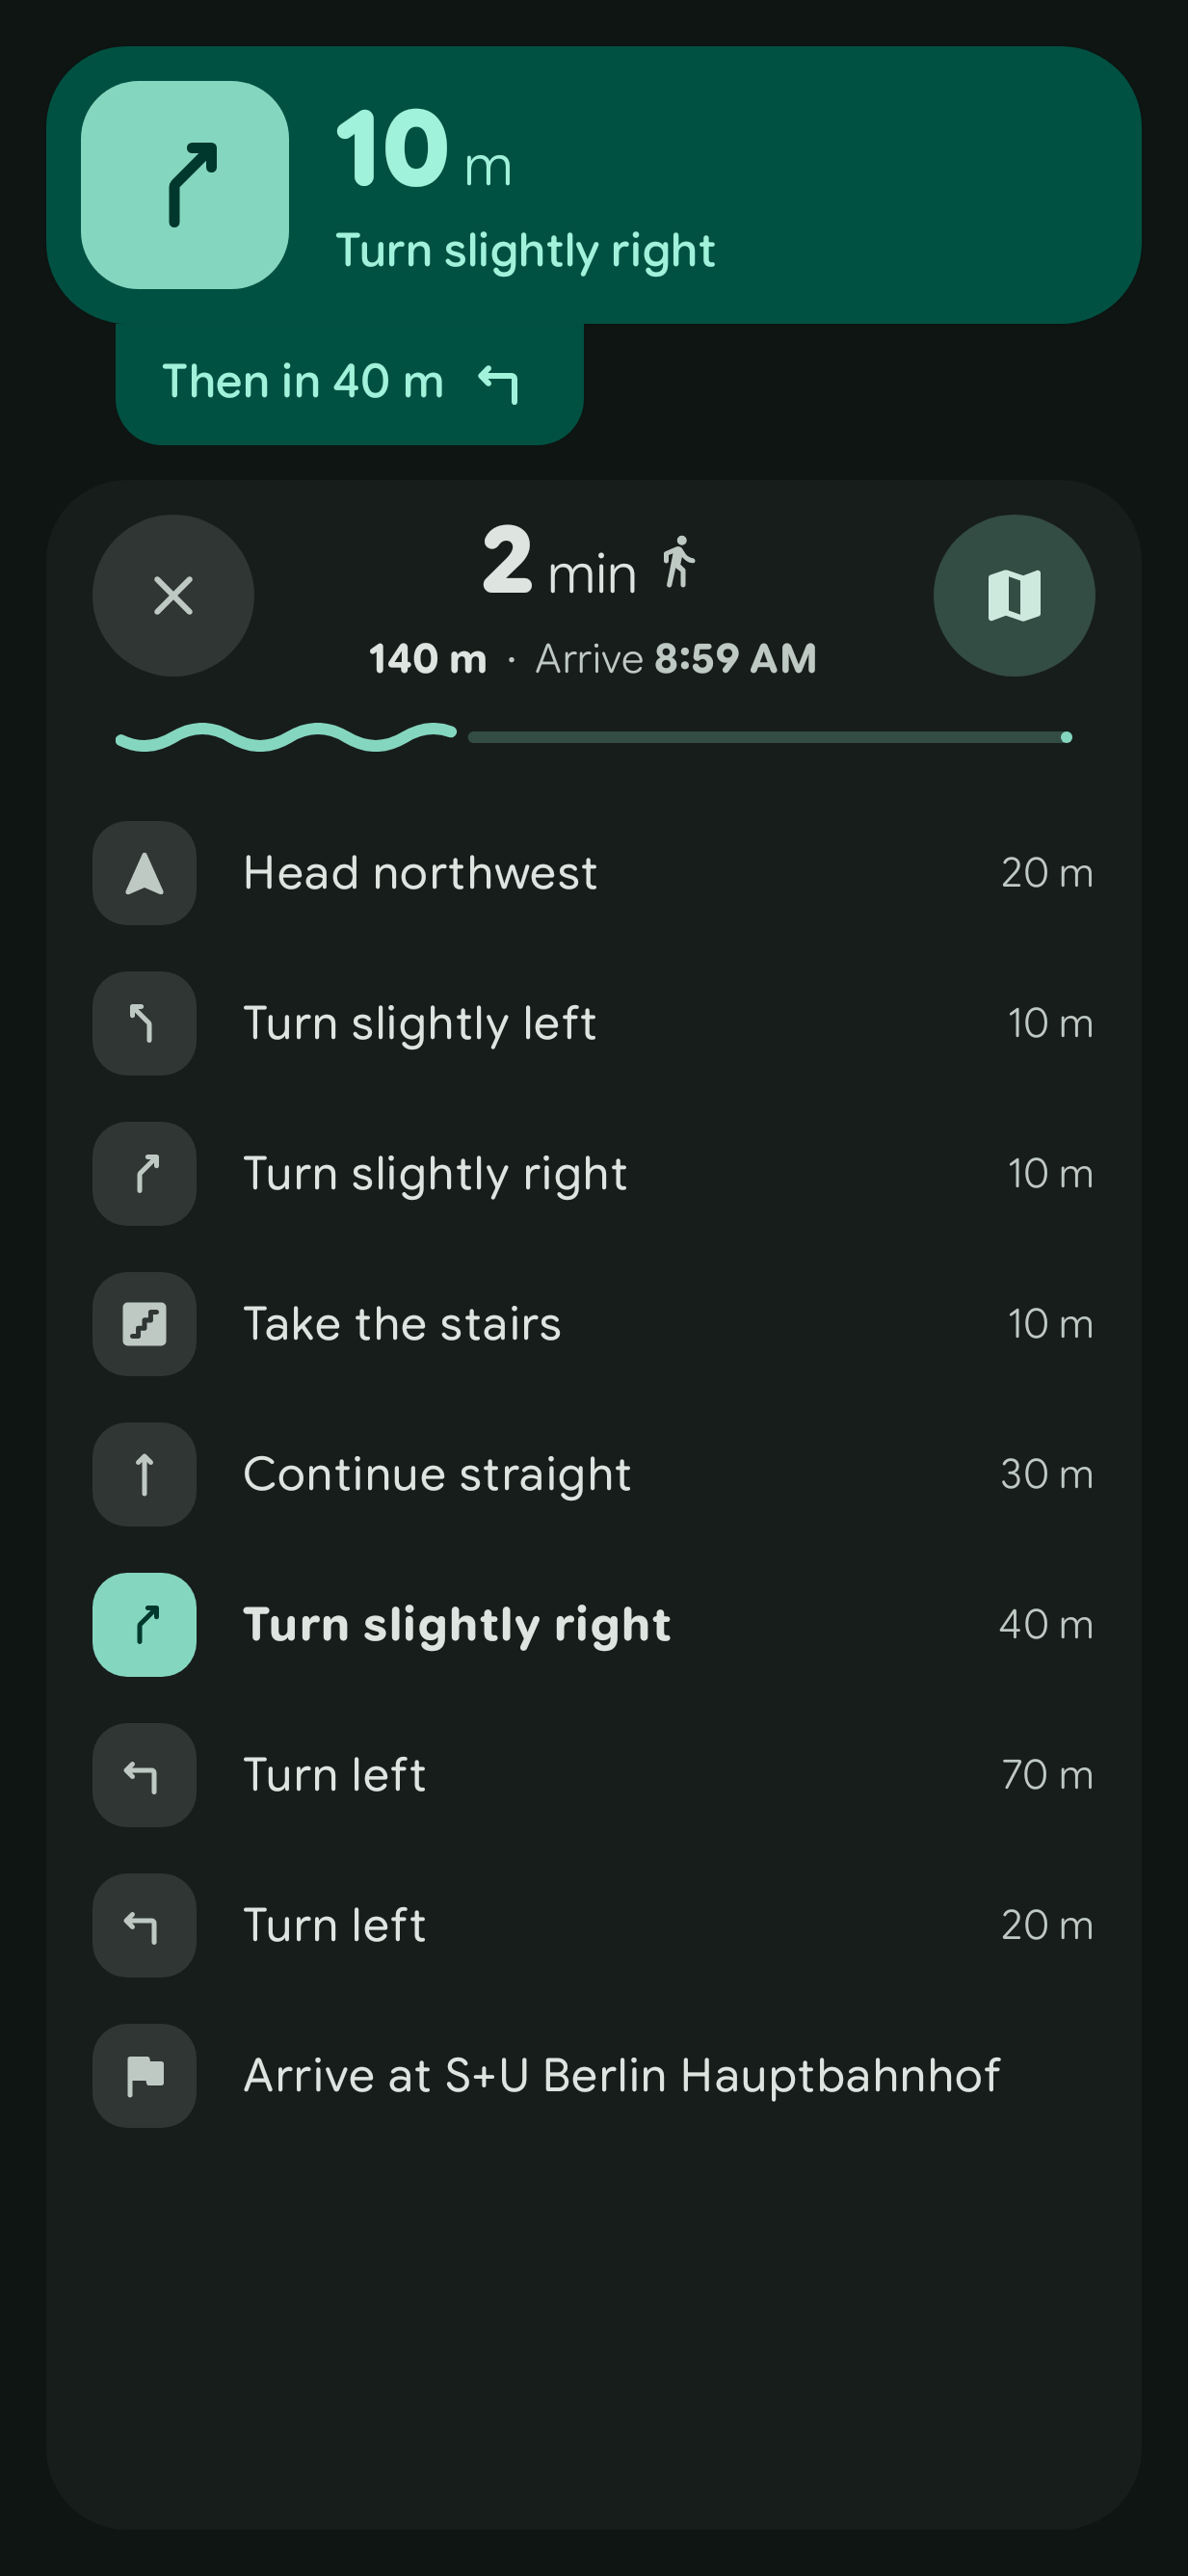 10 m
Turn slightly right
Then in 40 m
2 min
140 m · Arrive 8:59 AM
Head northwest 20 m
Turn slightly left 10 m
Turn slightly right 10 m
Take the stairs 10 m
Continue straight 30 m
Turn slightly right 40 m
Turn left 70 m
Turn left 20 m
Arrive at S+U Berlin Hauptbahnhof